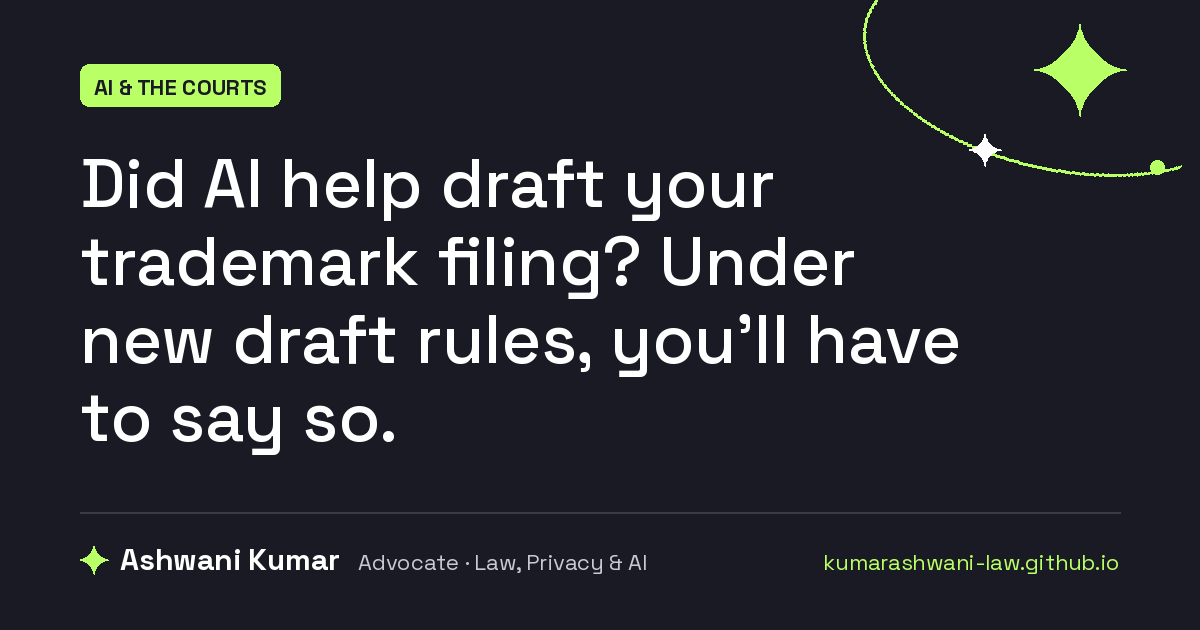 AI & THE COURTS
Did AI help draft your
trademark filing? Under
new draft rules, you’ll have
to say so.
Ashwani Kumar Advocate · Law, Privacy & AI kumarashwani-law.github.io